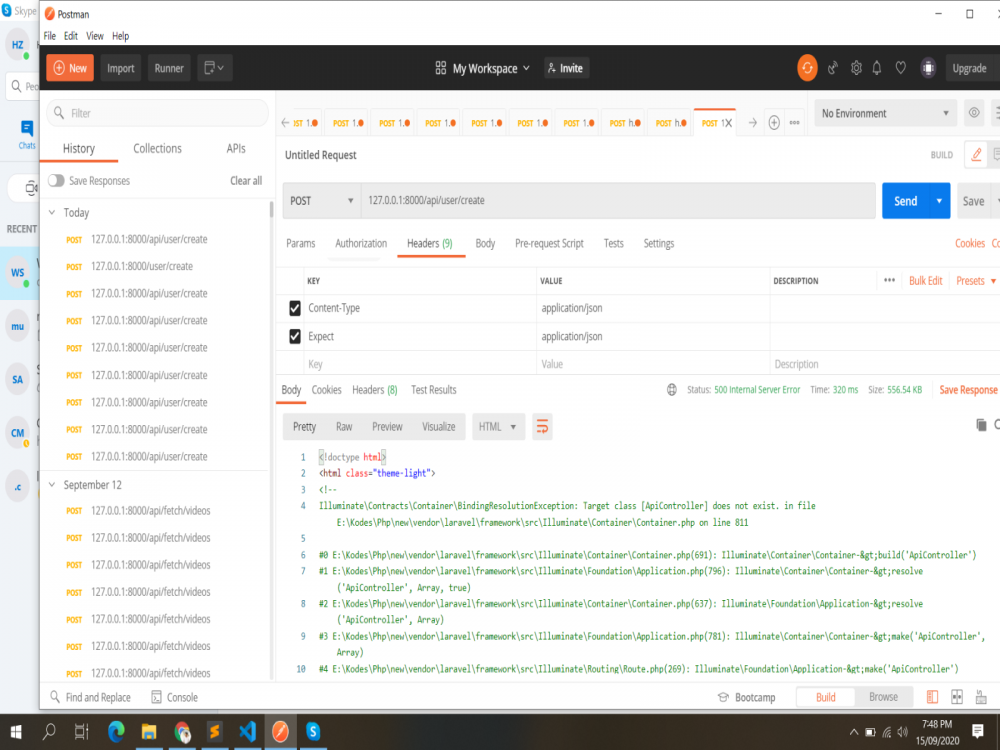 Skype
Postman
File Edit View Help
HZ
New Import Runner My Workspace Invite Upgrade
Filter
IST 1. POST 1. POST 1. POST 1. POST 1. POST 1. POST 1. POST h. POST h. POST 1 X
No Environment
Chats
History Collections APIs
Untitled Request
BUILD
Save Responses Clear all
POST 127.0.0.1:8000/api/user/create Send Save
RECENT
Today
POST 127.0.0.1:8000/api/user/create
POST 127.0.0.1:8000/user/create
POST 127.0.0.1:8000/api/user/create
POST 127.0.0.1:8000/api/user/create
POST 127.0.0.1:8000/api/user/create
POST 127.0.0.1:8000/api/user/create
POST 127.0.0.1:8000/api/user/create
POST 127.0.0.1:8000/api/user/create
POST 127.0.0.1:8000/api/user/create
WS
mu
SA
CM
.c
September 12
POST 127.0.0.1:8000/api/fetch/videos
POST 127.0.0.1:8000/api/fetch/videos
POST 127.0.0.1:8000/api/fetch/videos
POST 127.0.0.1:8000/api/fetch/videos
POST 127.0.0.1:8000/api/fetch/videos
POST 127.0.0.1:8000/api/fetch/videos
POST 127.0.0.1:8000/api/fetch/videos
Params Authorization Headers (9) Body Pre-request Script Tests Settings Cookies
KEY VALUE DESCRIPTION ••• Bulk Edit Presets
Content-Type application/json
Expect application/json
Key Value Description
Body Cookies Headers (8) Test Results Status: 500 Internal Server Error Time: 320 ms Size: 556.54 KB Save Response
Pretty Raw Preview Visualize HTML
1 <!doctype html>
2 <html class="theme-light">
3 <!--
4 Illuminate\Contracts\Container\BindingResolutionException: Target class [ApiController] does not exist. in file
E:\Kodes\Php\new\vendor\laravel\framework\src\Illuminate\Container\Container.php on line 811
5
6 #0 E:\Kodes\Php\new\vendor\laravel\framework\src\Illuminate\Container\Container.php(691): Illuminate\Container\Container-&gt;build('ApiController')
7 #1 E:\Kodes\Php\new\vendor\laravel\framework\src\Illuminate\Foundation\Application.php(796): Illuminate\Container\Container-&gt;resolve
('ApiController', Array, true)
8 #2 E:\Kodes\Php\new\vendor\laravel\framework\src\Illuminate\Container\Container.php(637): Illuminate\Foundation\Application-&gt;resolve
('ApiController', Array)
9 #3 E:\Kodes\Php\new\vendor\laravel\framework\src\Illuminate\Foundation\Application.php(781): Illuminate\Container\Container-&gt;make('ApiController',
Array)
10 #4 E:\Kodes\Php\new\vendor\laravel\framework\src\Illuminate\Routing\Route.php(269): Illuminate\Foundation\Application-&gt;make('ApiController')
Find and Replace Console Bootcamp Build Browse
7:48 PM
15/09/2020